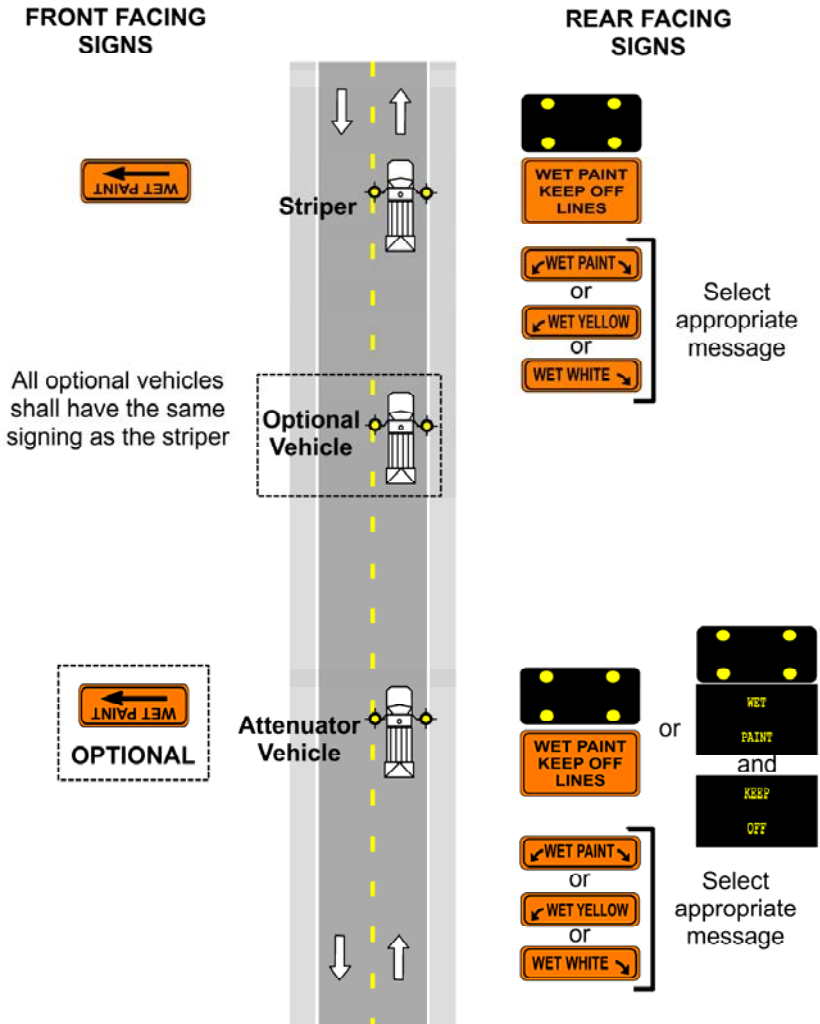 FRONT FACING
SIGNS
REAR FACING
SIGNS
WET PAINT
Striper
WET PAINT
KEEP OFF
LINES
WET PAINT
or
WET YELLOW
or
WET WHITE
Select
appropriate
message
All optional vehicles
shall have the same
signing as the striper
Optional
Vehicle
WET PAINT
OPTIONAL
Attenuator
Vehicle
WET PAINT
KEEP OFF
LINES
or
WET
PAINT
and
KEEP
OFF
WET PAINT
or
WET YELLOW
or
WET WHITE
Select
appropriate
message